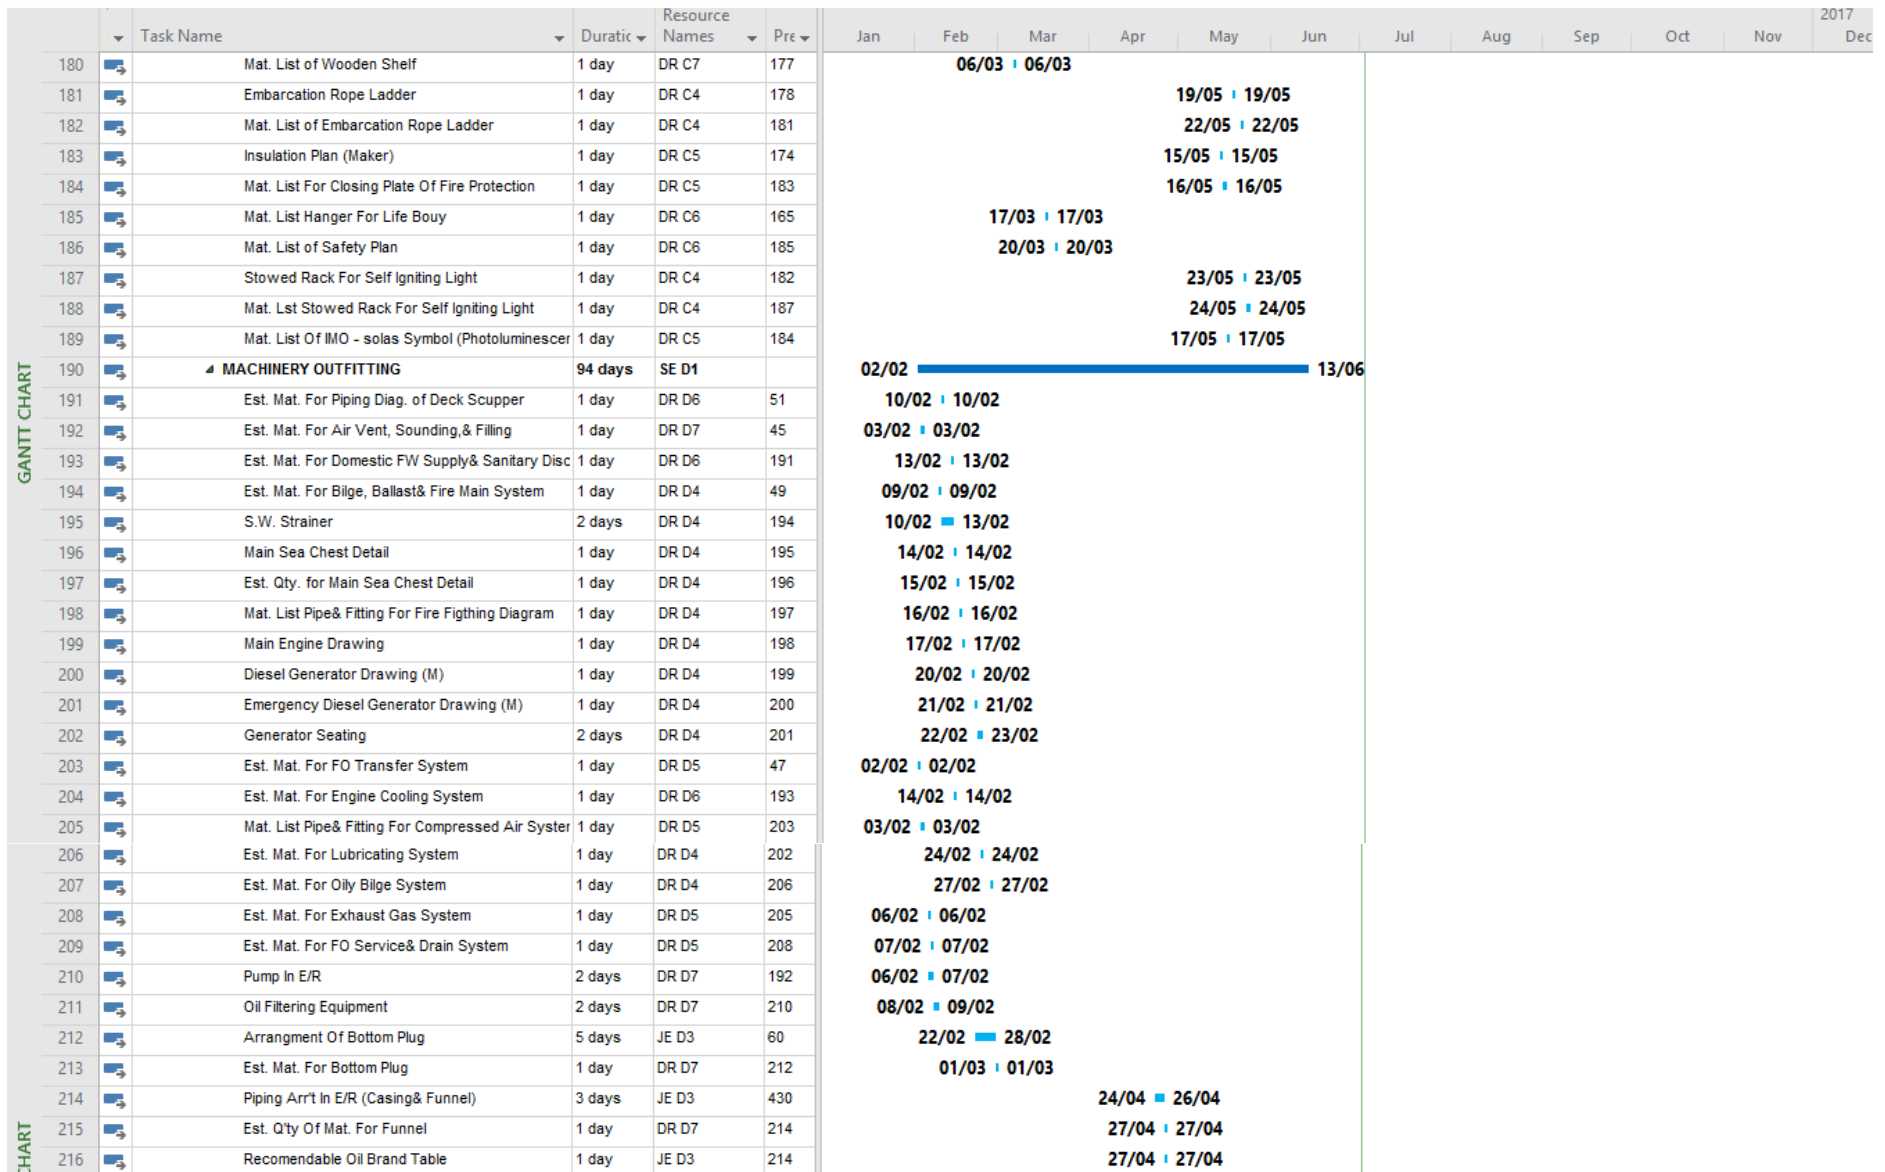 Resource
2017
Task Name Duratic Names Pre Jan Feb Mar Apr May Jun Jul Aug Sep Oct Nov Dec
180 Mat. List of Wooden Shelf 1 day DR C7 177 06/03 06/03
181 Embarcation Rope Ladder 1 day DR C4 178 19/05 19/05
182 Mat. List of Embarcation Rope Ladder 1 day DR C4 181 22/05 22/05
183 Insulation Plan (Maker) 1 day DR C5 174 15/05 15/05
184 Mat. List For Closing Plate Of Fire Protection 1 day DR C5 183 16/05 16/05
185 Mat. List Hanger For Life Bouy 1 day DR C6 165 17/03 17/03
186 Mat. List of Safety Plan 1 day DR C6 185 20/03 20/03
187 Stowed Rack For Self Igniting Light 1 day DR C4 182 23/05 23/05
188 Mat. Lst Stowed Rack For Self Igniting Light 1 day DR C4 187 24/05 24/05
189 Mat. List Of IMO - solas Symbol (Photoluminescer 1 day DR C5 184 17/05 17/05
190 MACHINERY OUTFITTING 94 days SE D1 02/02 13/06
191 Est. Mat. For Piping Diag. of Deck Scupper 1 day DR D6 51 10/02 10/02
192 Est. Mat. For Air Vent, Sounding,& Filling 1 day DR D7 45 03/02 03/02
193 Est. Mat. For Domestic FW Supply& Sanitary Disc 1 day DR D6 191 13/02 13/02
194 Est. Mat. For Bilge, Ballast& Fire Main System 1 day DR D4 49 09/02 09/02
195 S.W. Strainer 2 days DR D4 194 10/02 13/02
196 Main Sea Chest Detail 1 day DR D4 195 14/02 14/02
197 Est. Qty. for Main Sea Chest Detail 1 day DR D4 196 15/02 15/02
198 Mat. List Pipe& Fitting For Fire Figthing Diagram 1 day DR D4 197 16/02 16/02
199 Main Engine Drawing 1 day DR D4 198 17/02 17/02
200 Diesel Generator Drawing (M) 1 day DR D4 199 20/02 20/02
201 Emergency Diesel Generator Drawing (M) 1 day DR D4 200 21/02 21/02
202 Generator Seating 2 days DR D4 201 22/02 23/02
203 Est. Mat. For FO Transfer System 1 day DR D5 47 02/02 02/02
204 Est. Mat. For Engine Cooling System 1 day DR D6 193 14/02 14/02
205 Mat. List Pipe& Fitting For Compressed Air Syster 1 day DR D5 203 03/02 03/02
206 Est. Mat. For Lubricating System 1 day DR D4 202 24/02 24/02
207 Est. Mat. For Oily Bilge System 1 day DR D4 206 27/02 27/02
208 Est. Mat. For Exhaust Gas System 1 day DR D5 205 06/02 06/02
209 Est. Mat. For FO Service& Drain System 1 day DR D5 208 07/02 07/02
210 Pump In E/R 2 days DR D7 192 06/02 07/02
211 Oil Filtering Equipment 2 days DR D7 210 08/02 09/02
212 Arrangment Of Bottom Plug 5 days JE D3 60 22/02 28/02
213 Est. Mat. For Bottom Plug 1 day DR D7 212 01/03 01/03
214 Piping Arr't In E/R (Casing& Funnel) 3 days JE D3 430 24/04 26/04
215 Est. Q'ty Of Mat. For Funnel 1 day DR D7 214 27/04 27/04
216 Recomendable Oil Brand Table 1 day JE D3 214 27/04 27/04
GANTT CHART
CHART